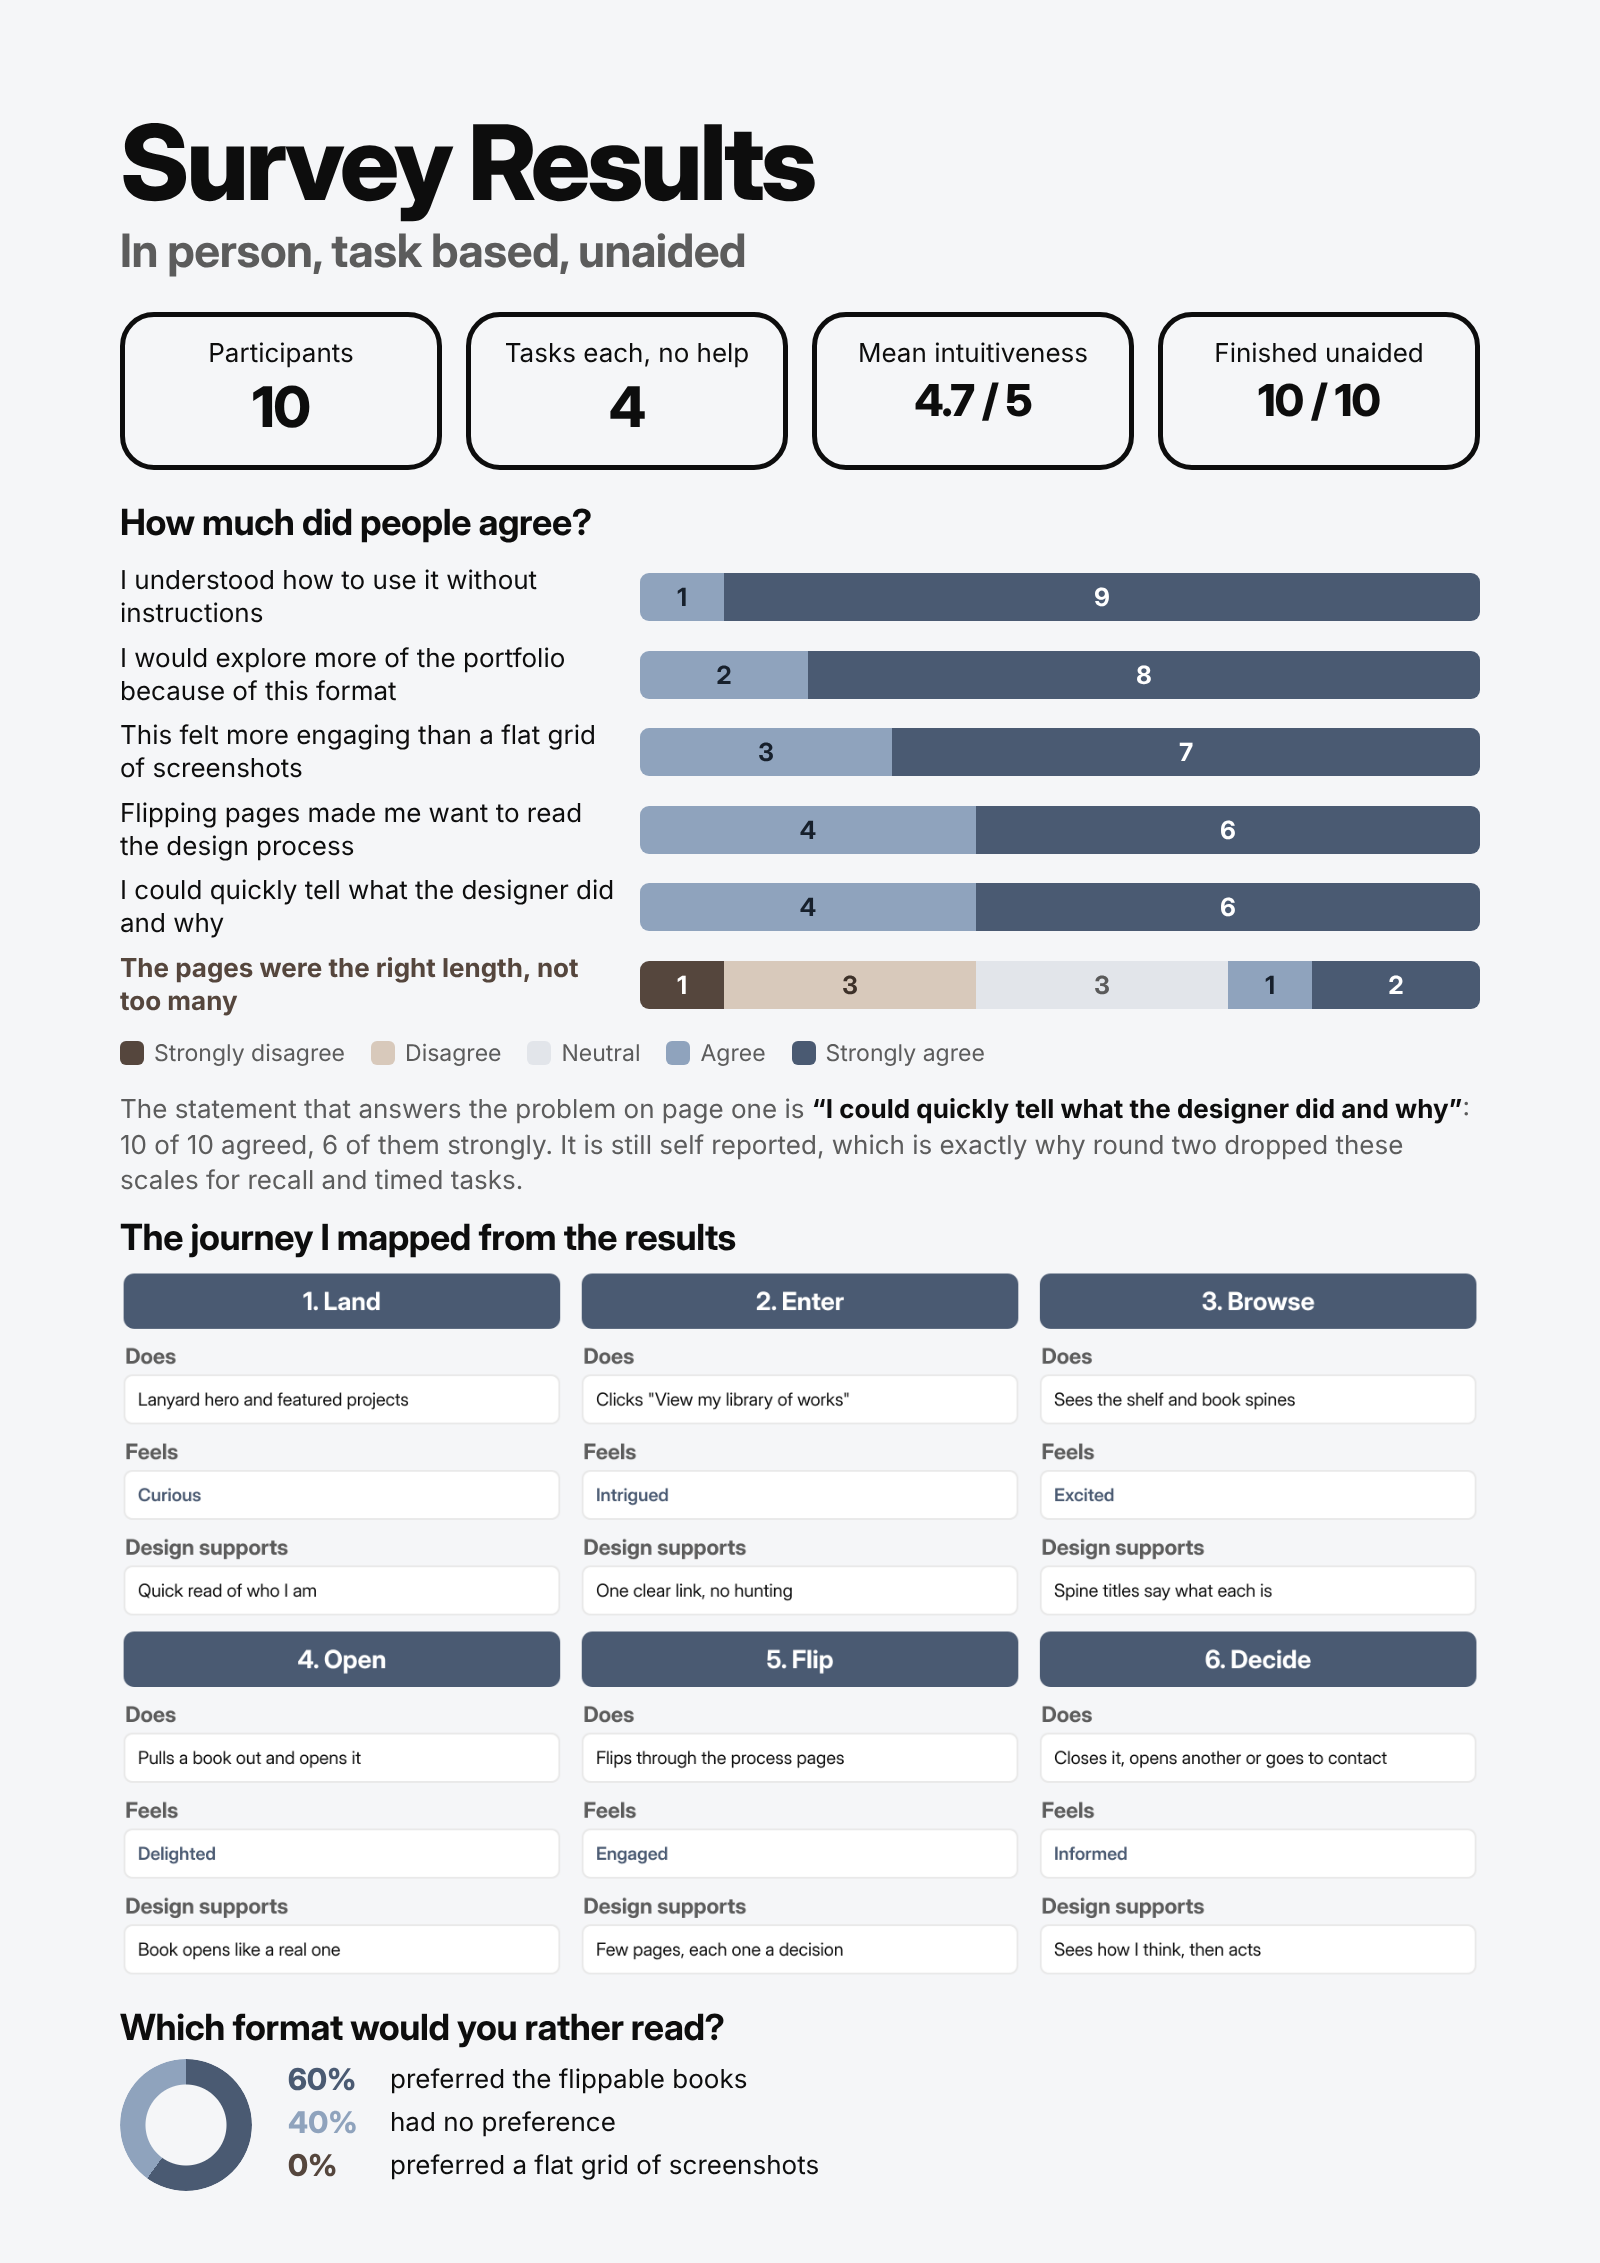 Survey Results
In person, task based, unaided
Participants
10
Tasks each, no help
4
Mean intuitiveness
4.7 / 5
Finished unaided
10 / 10
How much did people agree?
I understood how to use it without
instructions
1 9
I would explore more of the portfolio
because of this format
2 8
This felt more engaging than a flat grid
of screenshots
3 7
Flipping pages made me want to read
the design process
4 6
I could quickly tell what the designer did
and why
4 6
The pages were the right length, not
too many
1 3 3 1 2
Strongly disagree Disagree Neutral Agree Strongly agree
The statement that answers the problem on page one is “I could quickly tell what the designer did and why”:
10 of 10 agreed, 6 of them strongly. It is still self reported, which is exactly why round two dropped these
scales for recall and timed tasks.
The journey I mapped from the results
1. Land
Does
Lanyard hero and featured projects
Feels
Curious
Design supports
Quick read of who I am
2. Enter
Does
Clicks "View my library of works"
Feels
Intrigued
Design supports
One clear link, no hunting
3. Browse
Does
Sees the shelf and book spines
Feels
Excited
Design supports
Spine titles say what each is
4. Open
Does
Pulls a book out and opens it
Feels
Delighted
Design supports
Book opens like a real one
5. Flip
Does
Flips through the process pages
Feels
Engaged
Design supports
Few pages, each one a decision
6. Decide
Does
Closes it, opens another or goes to contact
Feels
Informed
Design supports
Sees how I think, then acts
Which format would you rather read?
60% preferred the flippable books
40% had no preference
0% preferred a flat grid of screenshots